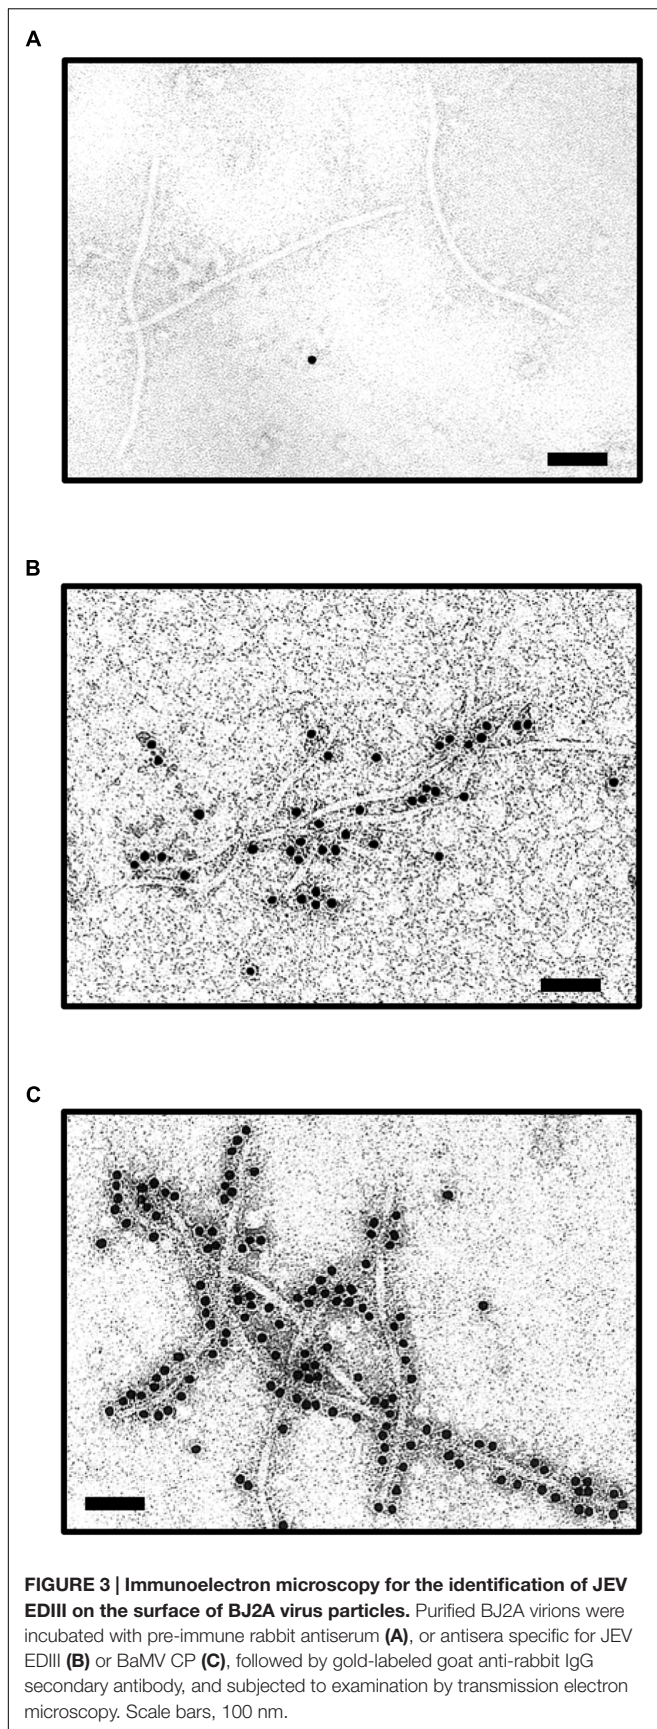 A
B
C
FIGURE 3 | Immunoelectron microscopy for the identification of JEV
EDIII on the surface of BJ2A virus particles. Purified BJ2A virions were
incubated with pre-immune rabbit antiserum (A), or antisera specific for JEV
EDIII (B) or BaMV CP (C), followed by gold-labeled goat anti-rabbit IgG
secondary antibody, and subjected to examination by transmission electron
microscopy. Scale bars, 100 nm.